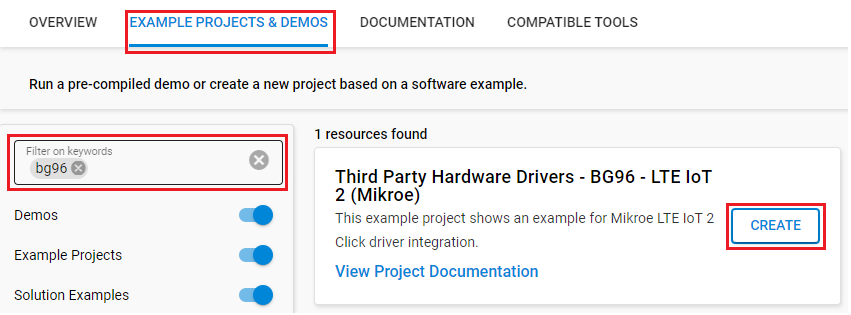 OVERVIEW
EXAMPLE PROJECTS & DEMOS
DOCUMENTATION
COMPATIBLE TOOLS
Run a pre-compiled demo or create a new project based on a software example.
Filter on keywords
bg96
Demos
Example Projects
Solution Examples
1 resources found
Third Party Hardware Drivers - BG96 - LTE IoT
2 (Mikroe)
This example project shows an example for Mikroe LTE IoT 2
Click driver integration.
View Project Documentation
CREATE